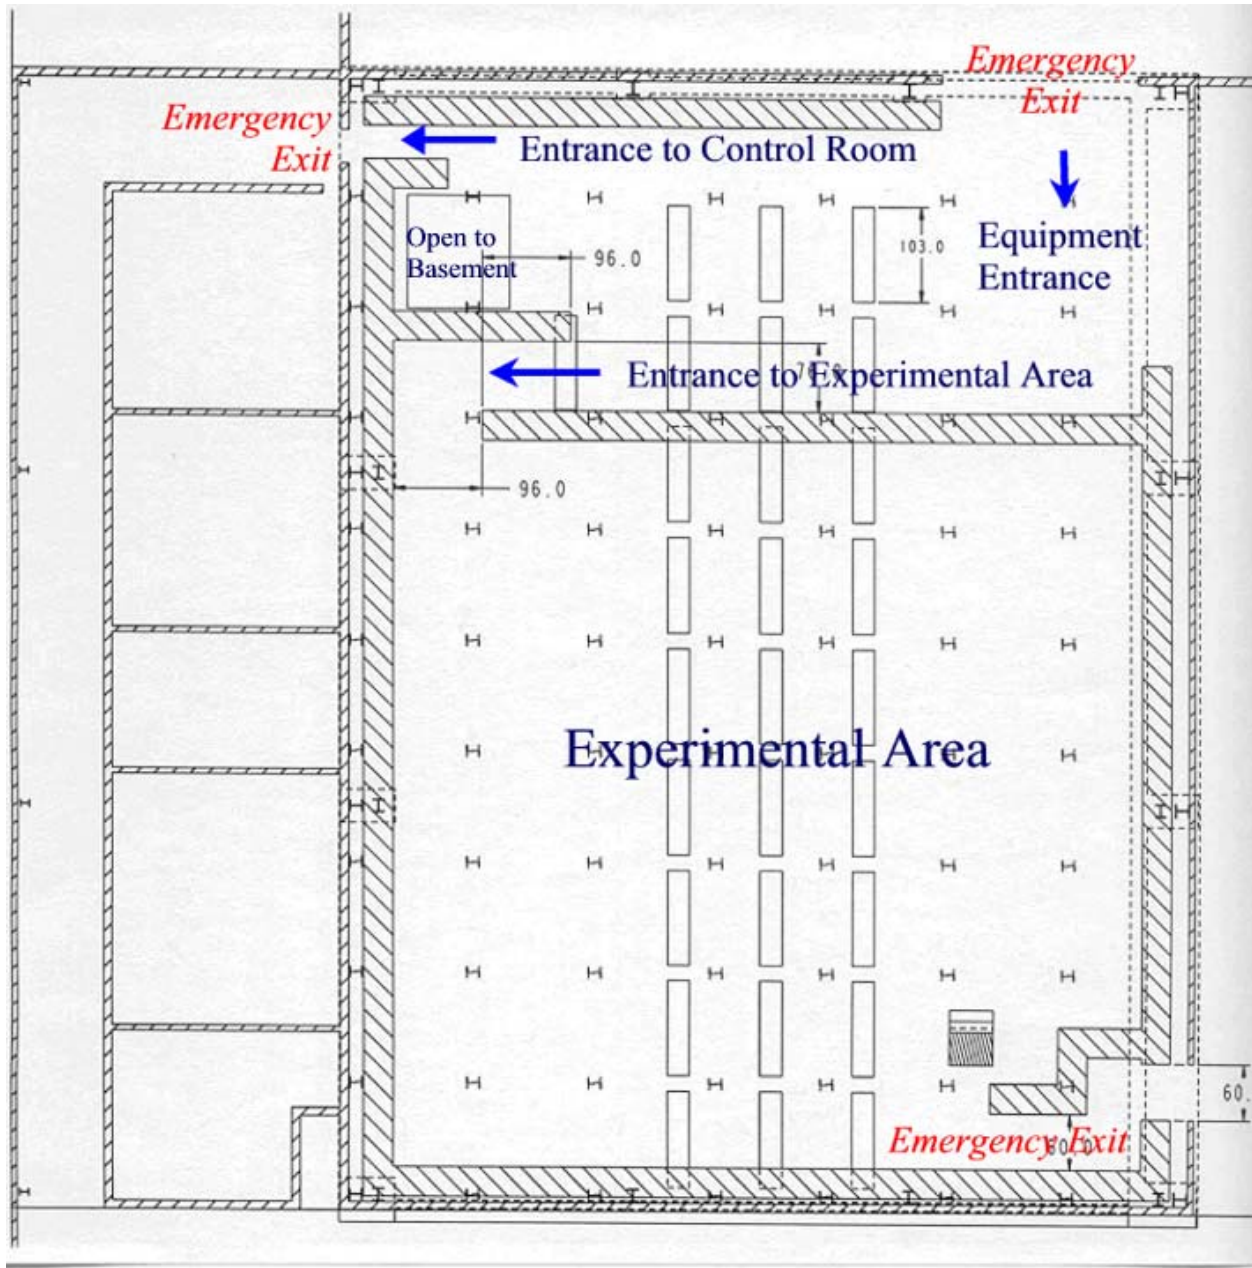 Emergency
Exit
Emergency
Exit
Entrance to Control Room
Open to
Basement
96.0
103.0
Equipment
Entrance
Entrance to Experimental Area
96.0
Experimental Area
60.
Emergency Exit